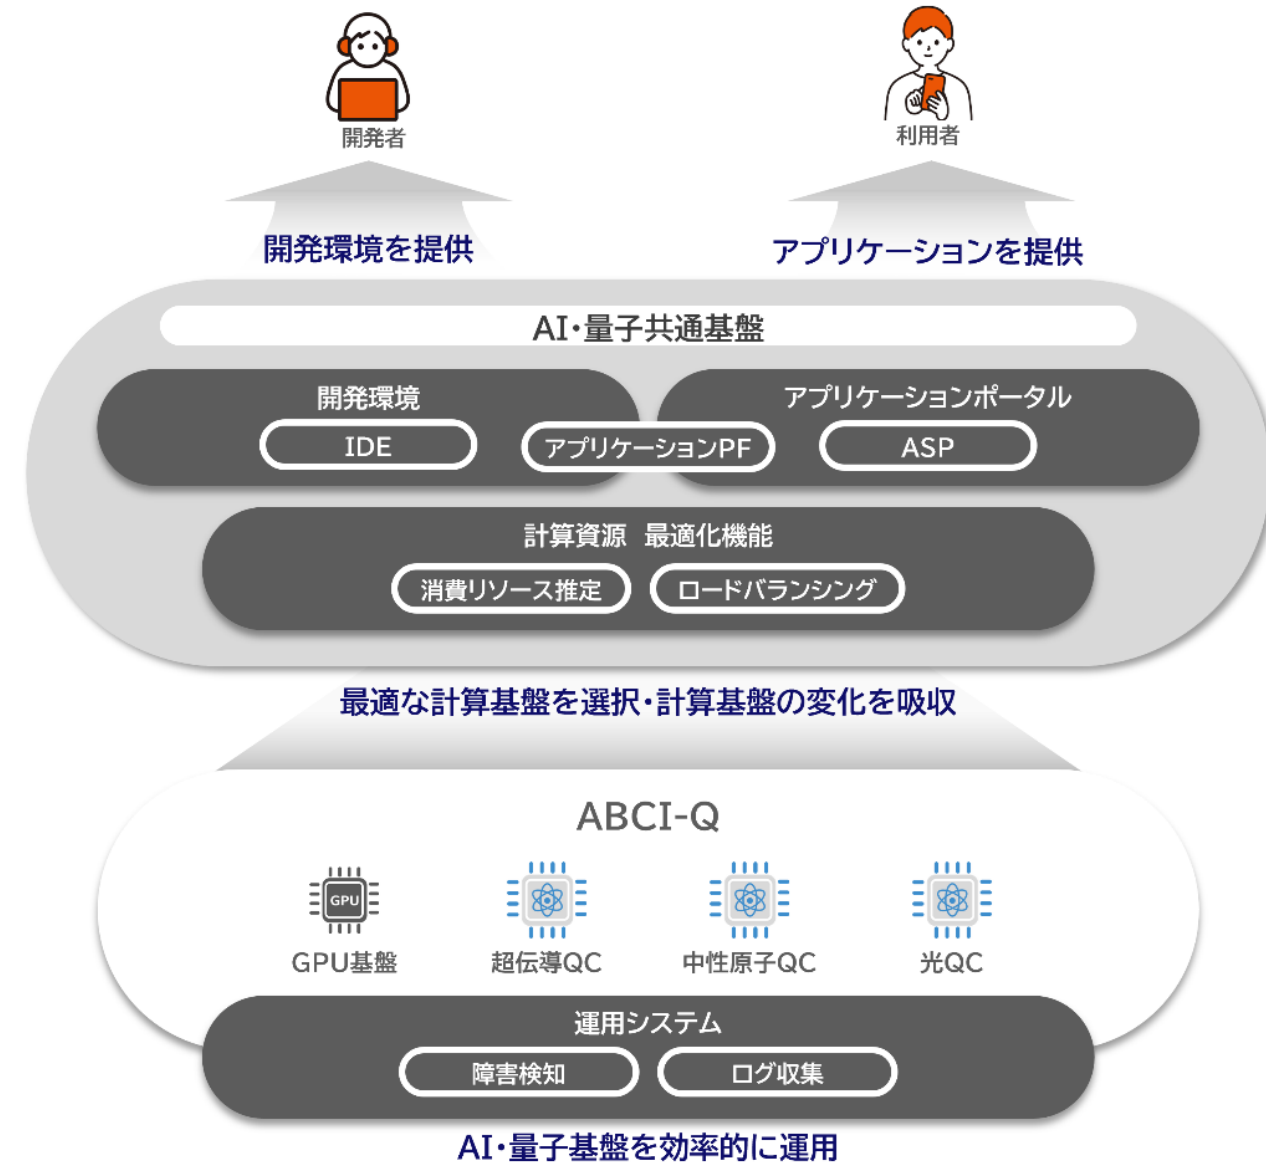 開発者
利用者
開発環境を提供
アプリケーションを提供
AI・量子共通基盤
開発環境
アプリケーションポータル
IDE
アプリケーションPF
ASP
計算資源 最適化機能
消費リソース推定
ロードバランシング
最適な計算基盤を選択・計算基盤の変化を吸収
ABCI-Q
GPU
GPU基盤
超伝導QC
中性原子QC
光QC
運用システム
障害検知
ログ収集
AI・量子基盤を効率的に運用